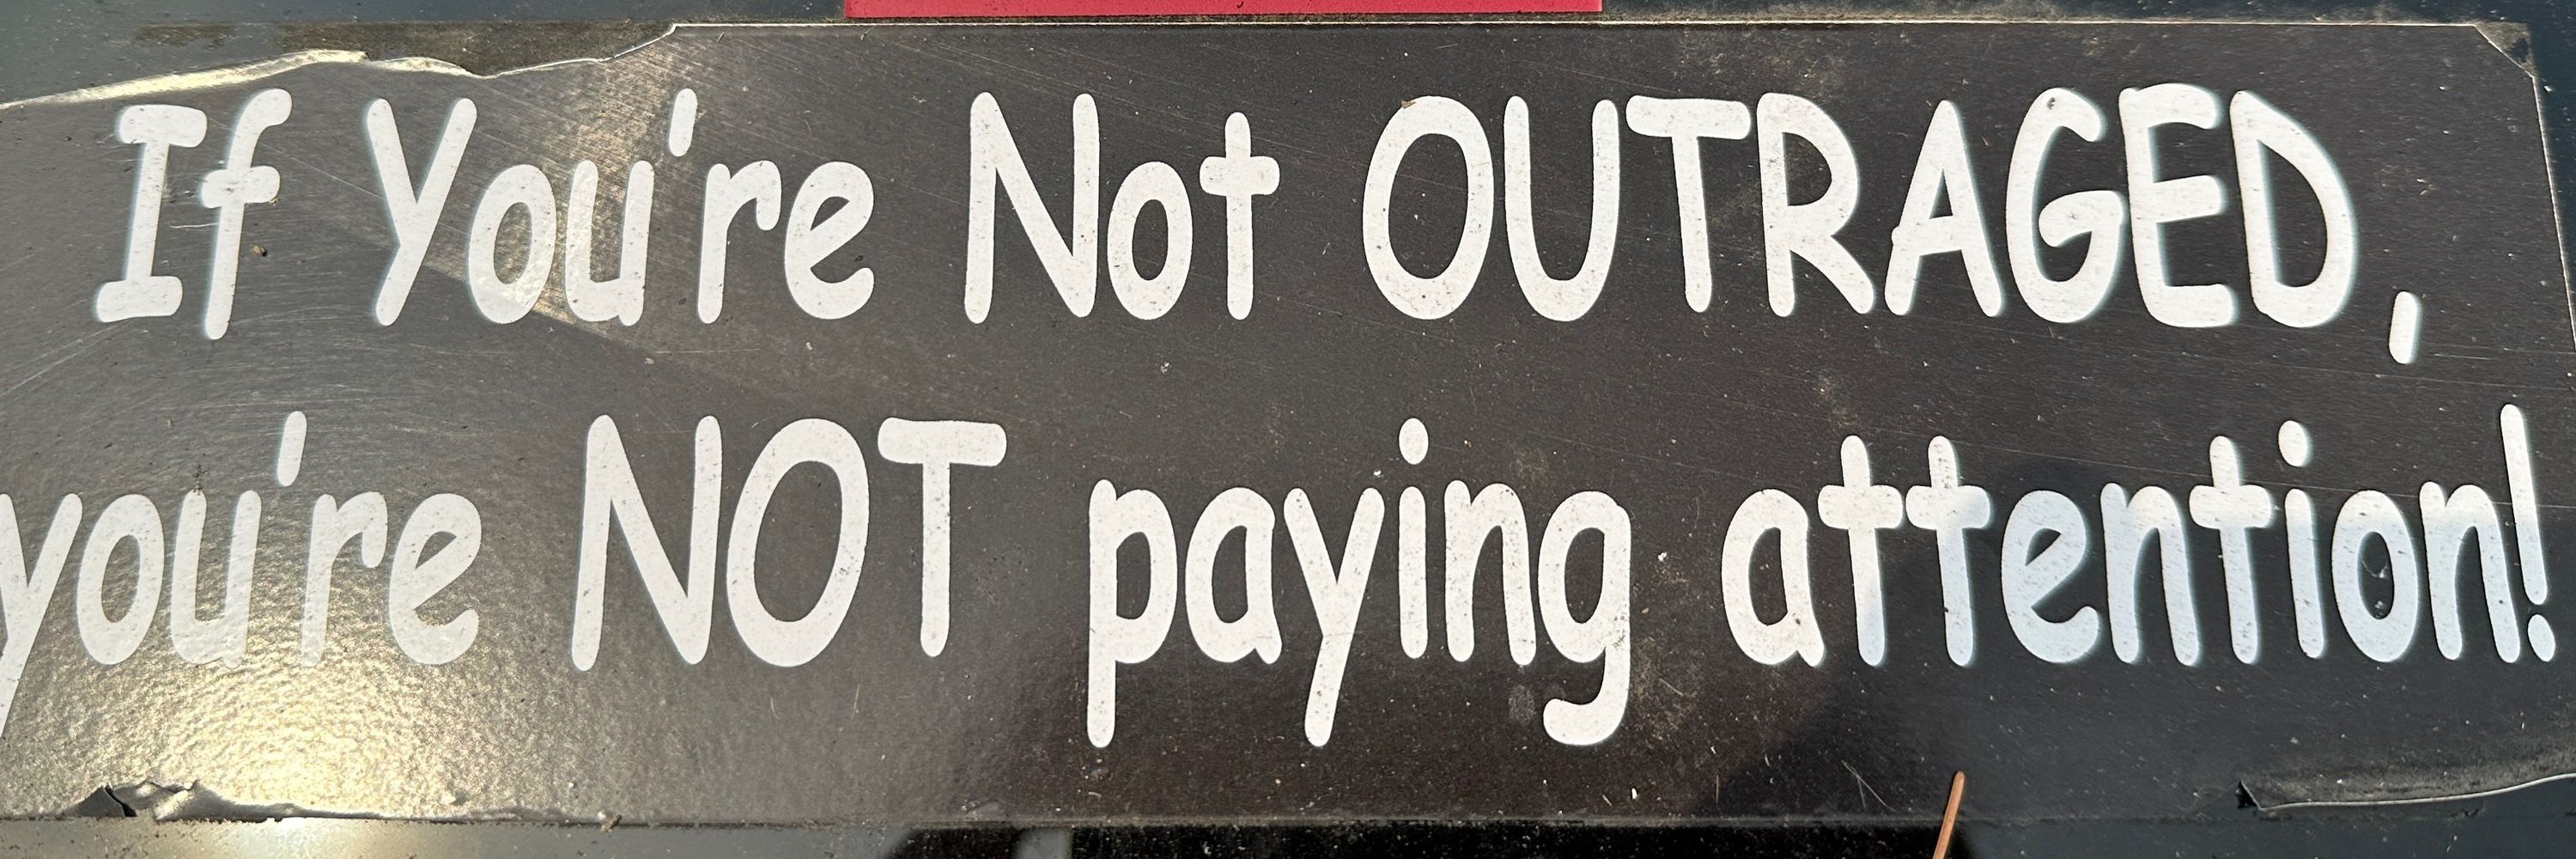 If You're Not OUTRAGED,
you're NOT paying attention!